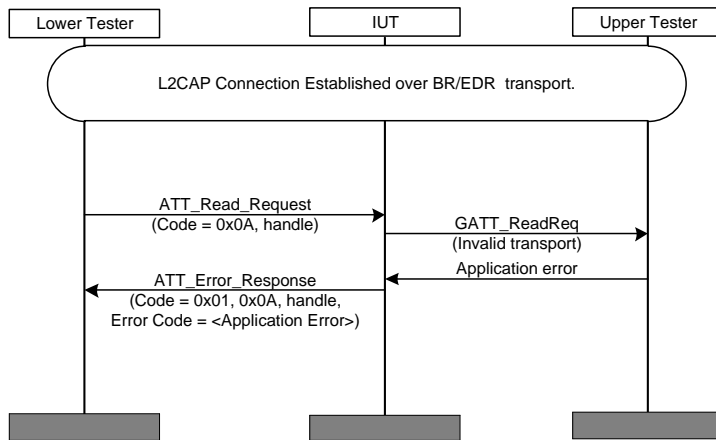 Lower Tester
IUT
Upper Tester
L2CAP Connection Established over BR/EDR transport.
ATT_Read_Request
(Code = 0x0A, handle)
GATT_ReadReq
(Invalid transport)
Application error
ATT_Error_Response
(Code = 0x01, 0x0A, handle,
Error Code = <Application Error>)